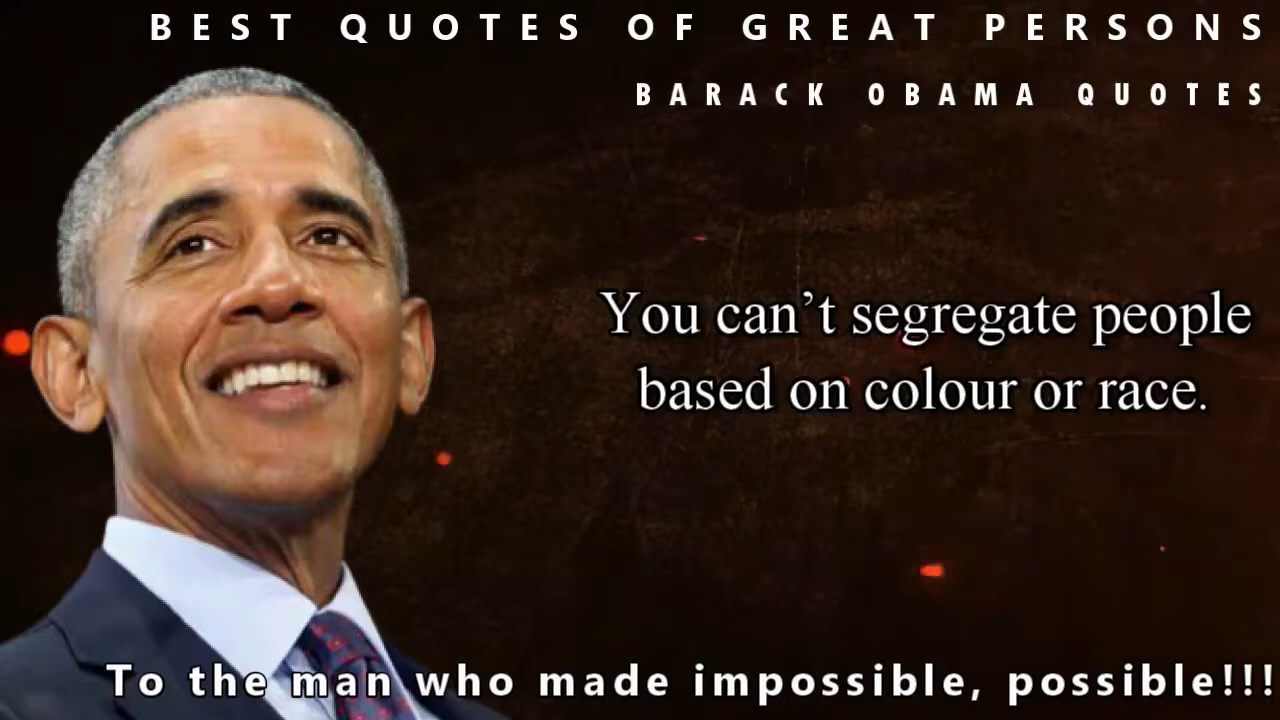 BEST QUOTES OF GREAT PERSONS
BARACK OBAMA QUOTES
You can’t segregate people
based on colour or race.
To the man who made impossible, possible!!!